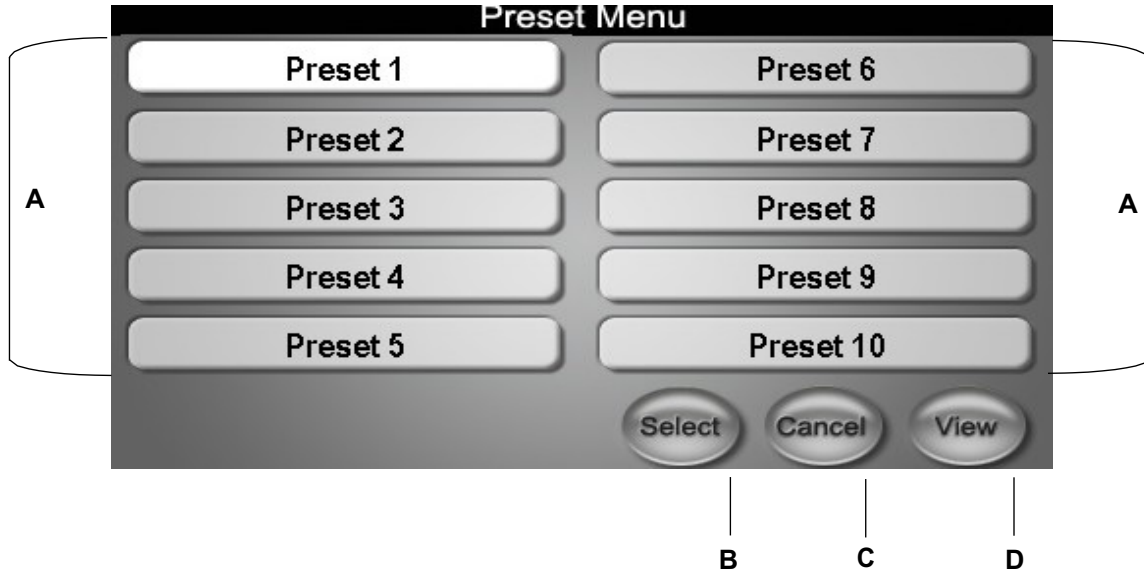 Preset Menu
Preset 1
Preset 6
Preset 2
Preset 7
A
Preset 3
Preset 8
A
Preset 4
Preset 9
Preset 5
Preset 10
Select
Cancel
View
B
C
D